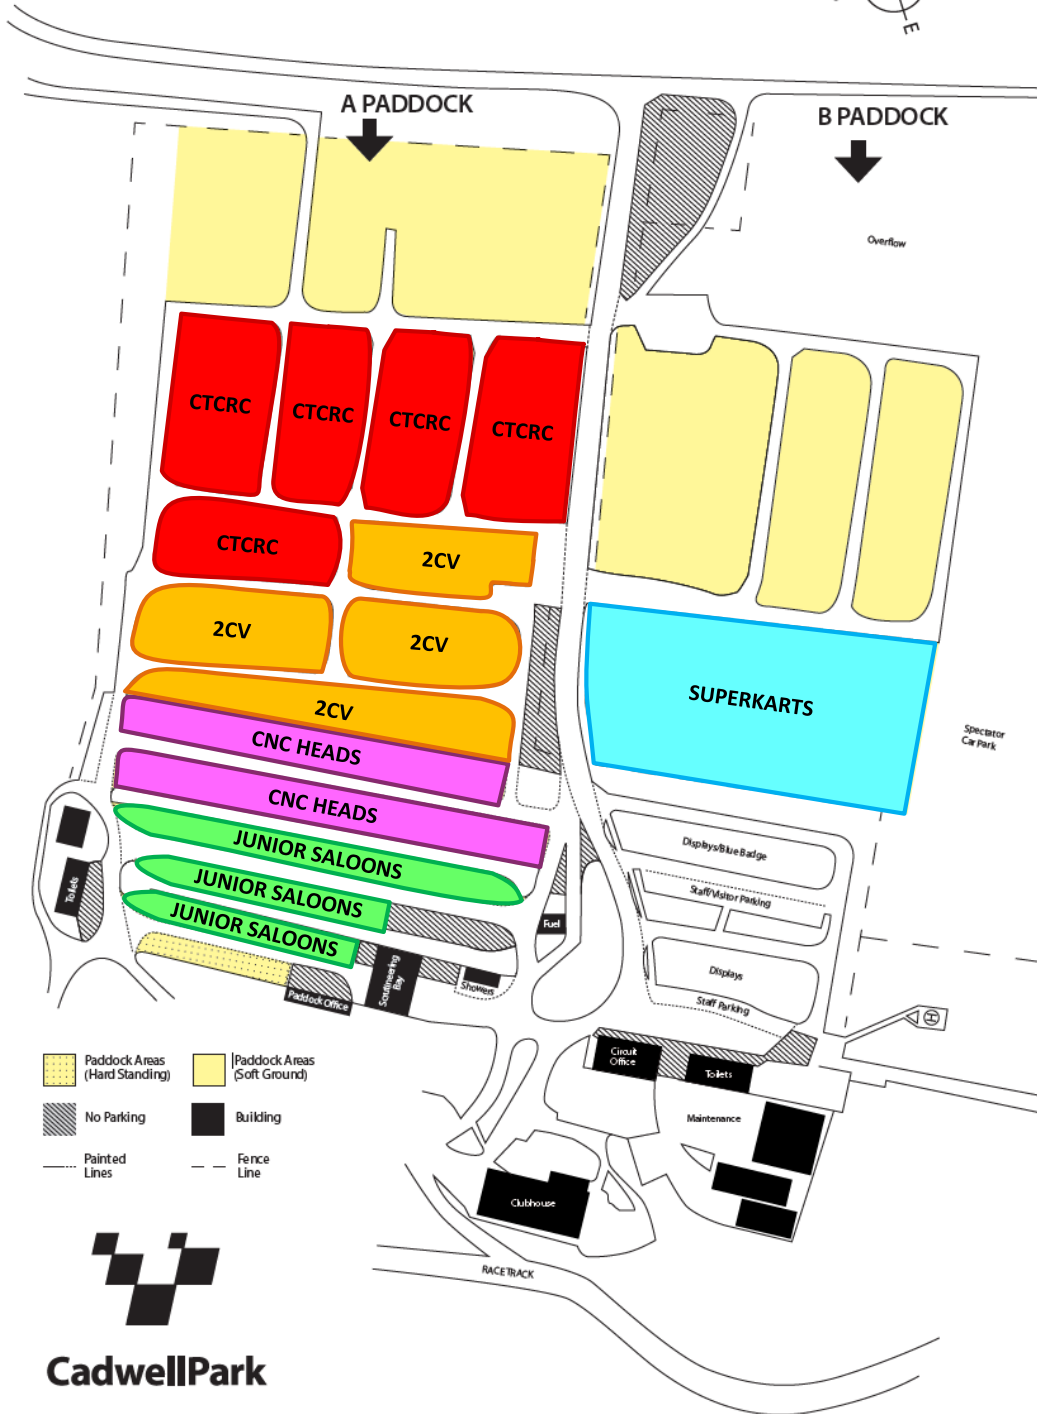 E
A PADDOCK
B PADDOCK
Overflow
CTCRC
CTCRC
CTCRC
CTCRC
CTCRC
2CV
2CV
2CV
2CV
SUPERKARTS
CNC HEADS
CNC HEADS
Spectator
Car Park
JUNIOR SALOONS
JUNIOR SALOONS
JUNIOR SALOONS
Displays/Blue Badge
Staff/Visitor Parking
Toilets
Fuel
Displays
Staff Parking
Scrutineering
Bay
Showers
Paddock Office
H
Circuit
Office
Toilets
Maintenance
Paddock Areas
(Hard Standing)
Paddock Areas
(Soft Ground)
No Parking
Building
Painted
Lines
Fence
Line
Clubhouse
RACETRACK
CadwellPark